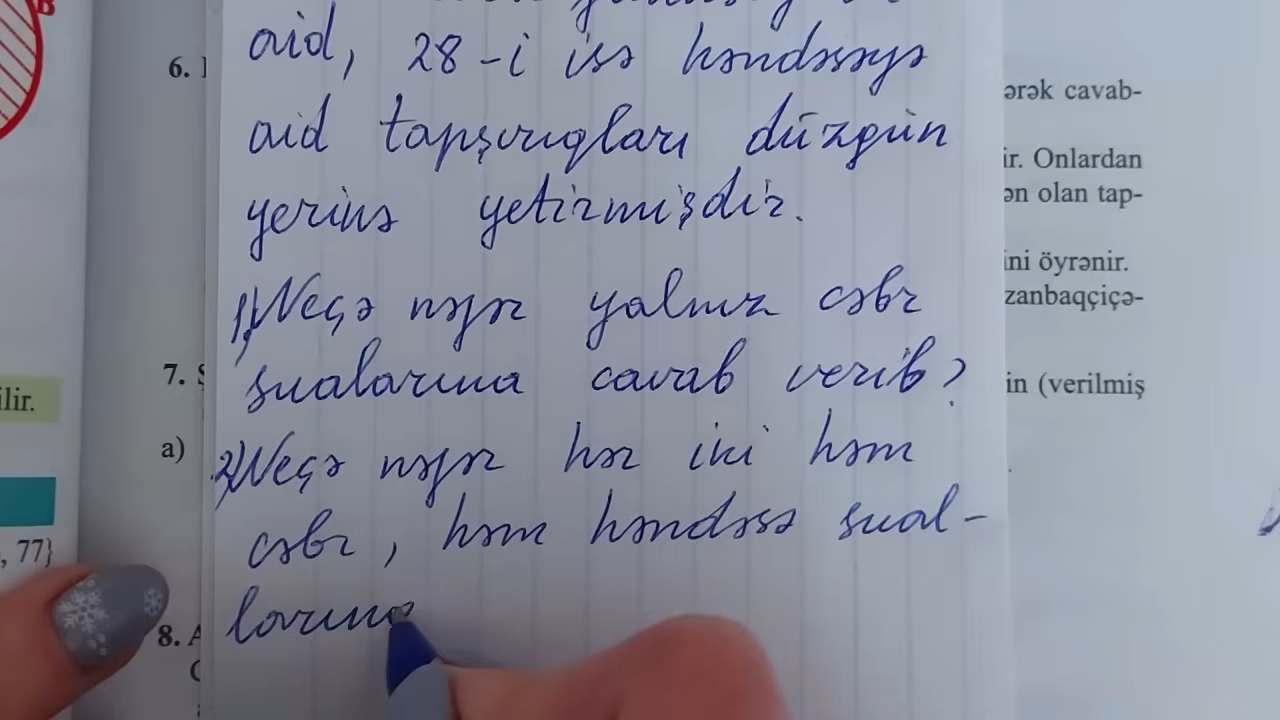 B
aid, 28-i isə həndəsəyə
aid tapşırıqları düzgün
yerinə yetirmişdir.
1) Neçə nəfər yalnız cəbr
sualarına cavab verib?
2) Neçə nəfər hər iki həm
cəbr, həm həndəsə sual-
larına
6.
ərək cavab-
ir. Onlardan
ən olan tap-
ini öyrənir.
zanbaqçiçə-
7. Ş
in (verilmiş
a)
8. A
ilir.
, 77}